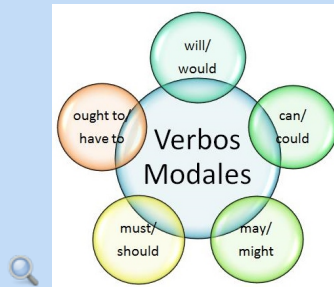 will/
would
ought to/
have to
can/
could
Verbos
Modales
must/
should
may/
might